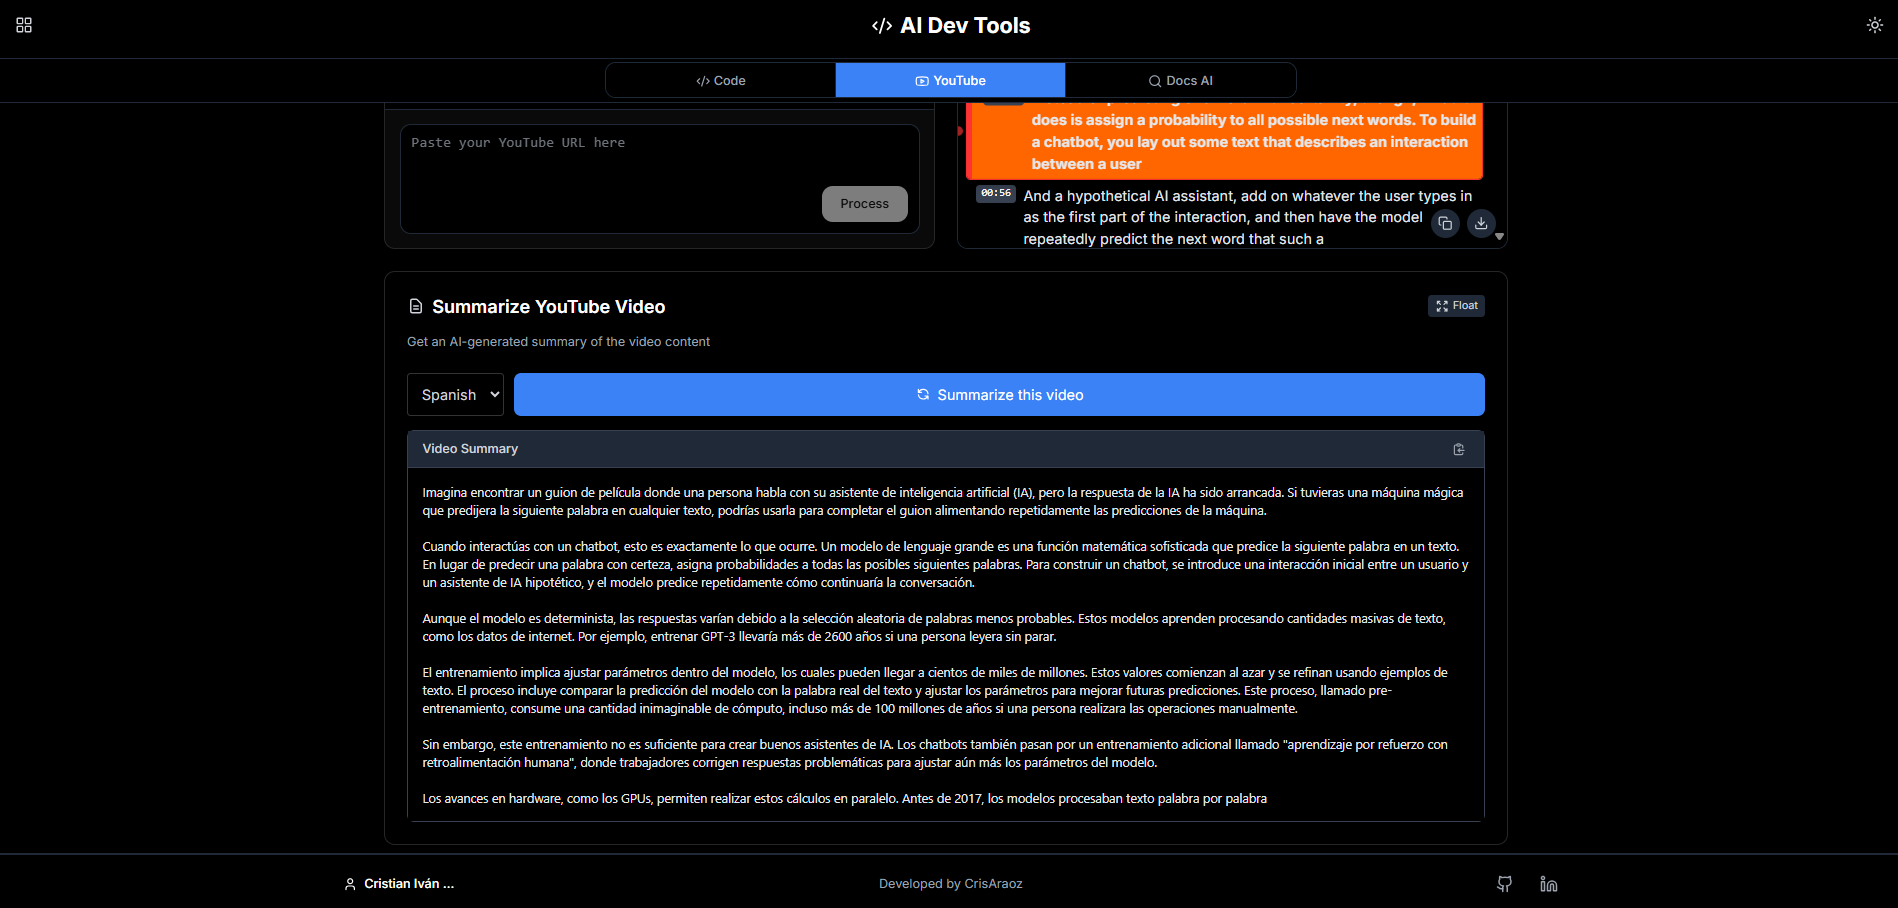 </> AI Dev Tools
</> Code
YouTube
Docs AI
Paste your YouTube URL here
Process
does is assign a probability to all possible next words. To build
a chatbot, you lay out some text that describes an interaction
between a user
00:56 And a hypothetical AI assistant, add on whatever the user types in
as the first part of the interaction, and then have the model
repeatedly predict the next word that such a
Summarize YouTube Video
Float
Get an AI-generated summary of the video content
Spanish
Summarize this video
Video Summary
Imagina encontrar un guion de película donde una persona habla con su asistente de inteligencia artificial (IA), pero la respuesta de la IA ha sido arrancada. Si tuvieras una máquina mágica
que predijera la siguiente palabra en cualquier texto, podrías usarla para completar el guion alimentando repetidamente las predicciones de la máquina.
Cuando interactúas con un chatbot, esto es exactamente lo que ocurre. Un modelo de lenguaje grande es una función matemática sofisticada que predice la siguiente palabra en un texto.
En lugar de predecir una palabra con certeza, asigna probabilidades a todas las posibles siguientes palabras. Para construir un chatbot, se introduce una interacción inicial entre un usuario y
un asistente de IA hipotético, y el modelo predice repetidamente cómo continuaría la conversación.
Aunque el modelo es determinista, las respuestas varían debido a la selección aleatoria de palabras menos probables. Estos modelos aprenden procesando cantidades masivas de texto,
como los datos de internet. Por ejemplo, entrenar GPT-3 llevaría más de 2600 años si una persona leyera sin parar.
El entrenamiento implica ajustar parámetros dentro del modelo, los cuales pueden llegar a cientos de miles de millones. Estos valores comienzan al azar y se refinan usando ejemplos de
texto. El proceso incluye comparar la predicción del modelo con la palabra real del texto y ajustar los parámetros para mejorar futuras predicciones. Este proceso, llamado pre-
entrenamiento, consume una cantidad inimaginable de cómputo, incluso más de 100 millones de años si una persona realizara las operaciones manualmente.
Sin embargo, este entrenamiento no es suficiente para crear buenos asistentes de IA. Los chatbots también pasan por un entrenamiento adicional llamado "aprendizaje por refuerzo con
retroalimentación humana", donde trabajadores corrigen respuestas problemáticas para ajustar aún más los parámetros del modelo.
Los avances en hardware, como los GPUs, permiten realizar estos cálculos en paralelo. Antes de 2017, los modelos procesaban texto palabra por palabra
Cristian Iván ...
Developed by CrisAraoz